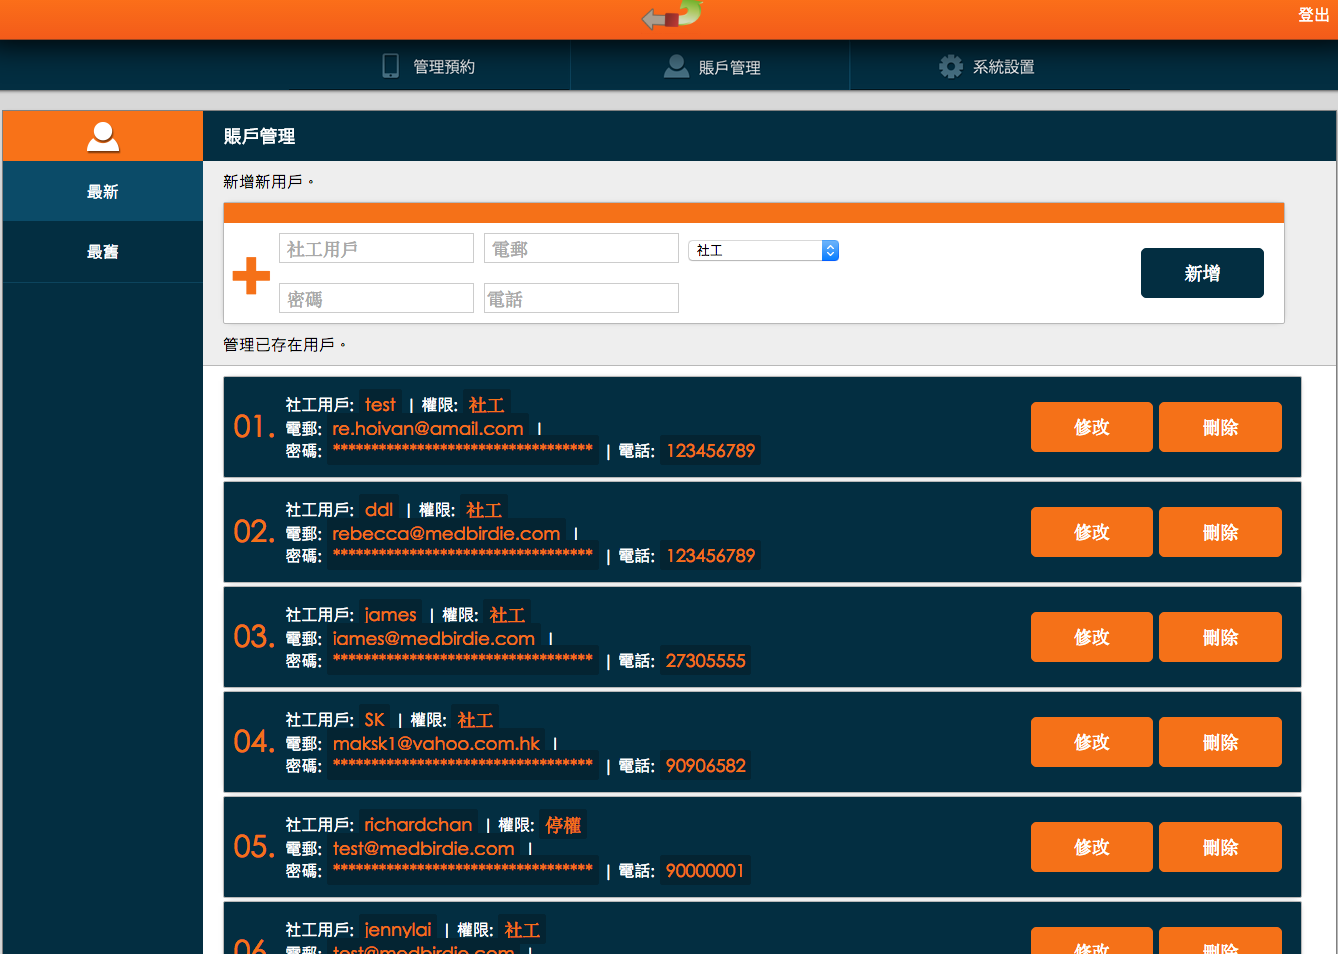 登出
管理預約
賬戶管理
系統設置
賬戶管理
最新
最舊
新增新用戶。
社工用戶
電郵
社工
密碼
電話
新增
管理已存在用戶。
01.
社工用戶: test | 權限: 社工
電郵: re.hoivan@amail.com |
密碼: ********************************** | 電話: 123456789
修改
刪除
02.
社工用戶: ddl | 權限: 社工
電郵: rebecca@medbirdie.com |
密碼: ********************************** | 電話: 123456789
修改
刪除
03.
社工用戶: james | 權限: 社工
電郵: iames@medbirdie.com |
密碼: ********************************** | 電話: 27305555
修改
刪除
04.
社工用戶: SK | 權限: 社工
電郵: maksk1@vahoo.com.hk |
密碼: ********************************** | 電話: 90906582
修改
刪除
05.
社工用戶: richardchan | 權限: 停權
電郵: test@medbirdie.com |
密碼: ********************************** | 電話: 90000001
修改
刪除
06.
社工用戶: jennylai | 權限: 社工
電郵: test@medbirdie.com |
修改
刪除